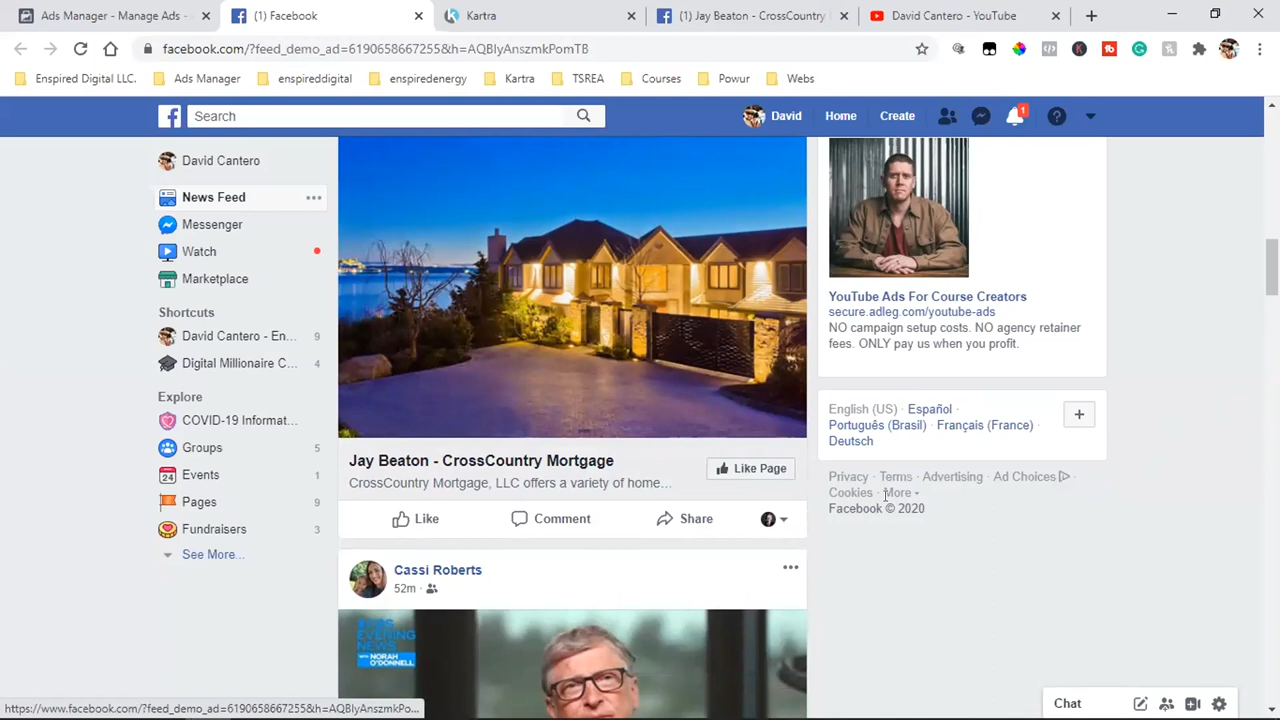 Ads Manager - Manage Ads -
(1) Facebook
Kartra
(1) Jay Beaton - CrossCountry
David Cantero - YouTube
facebook.com/?feed_demo_ad=6190658667255&h=AQBlyAnszmkPomTB
Enspired Digital LLC.
Ads Manager
enspireddigital
enspiredenergy
Kartra
TSREA
Courses
Powur
Webs
Search
David
Home
Create
1
David Cantero
News Feed
Messenger
Watch
Marketplace
Shortcuts
David Cantero - En... 9
Digital Millionaire C... 4
Explore
COVID-19 Informat...
Groups 5
Events 1
Pages 9
Fundraisers 3
See More...
Jay Beaton - CrossCountry Mortgage
Like Page
CrossCountry Mortgage, LLC offers a variety of home...
Like
Comment
Share
Cassi Roberts
52m
EVENING
NEWS
WITH
NORAH
O'DONNELL
YouTube Ads For Course Creators
secure.adleg.com/youtube-ads
NO campaign setup costs. NO agency retainer
fees. ONLY pay us when you profit.
English (US) · Español ·
Português (Brasil) · Français (France) ·
Deutsch
Privacy · Terms · Advertising · Ad Choices ·
Cookies · More
Facebook © 2020
Chat
https://www.facebook.com/?feed_demo_ad=6190658667255&h=AQBlyAnszmkPo...